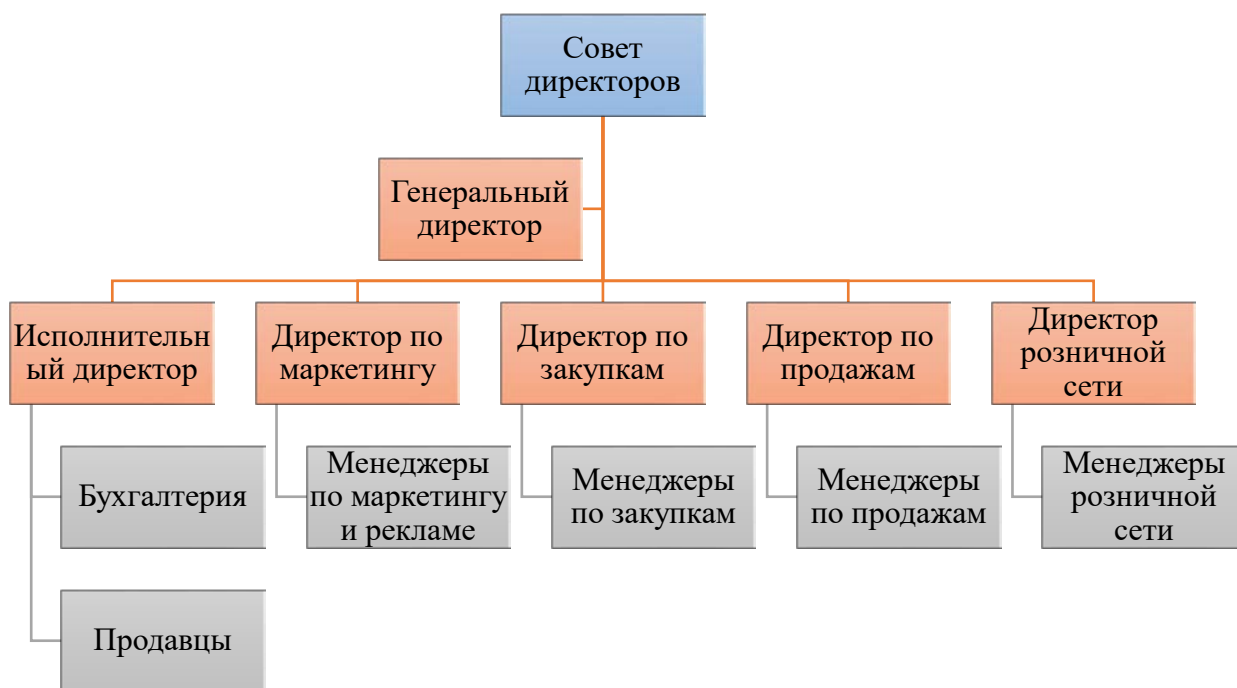 Совет
директоров
Генеральный
директор
Исполнительн
ый директор
Директор по
маркетингу
Директор по
закупкам
Директор по
продажам
Директор
розничной
сети
Бухгалтерия
Менеджеры
по маркетингу
и рекламе
Менеджеры
по закупкам
Менеджеры
по продажам
Менеджеры
розничной
сети
Продавцы